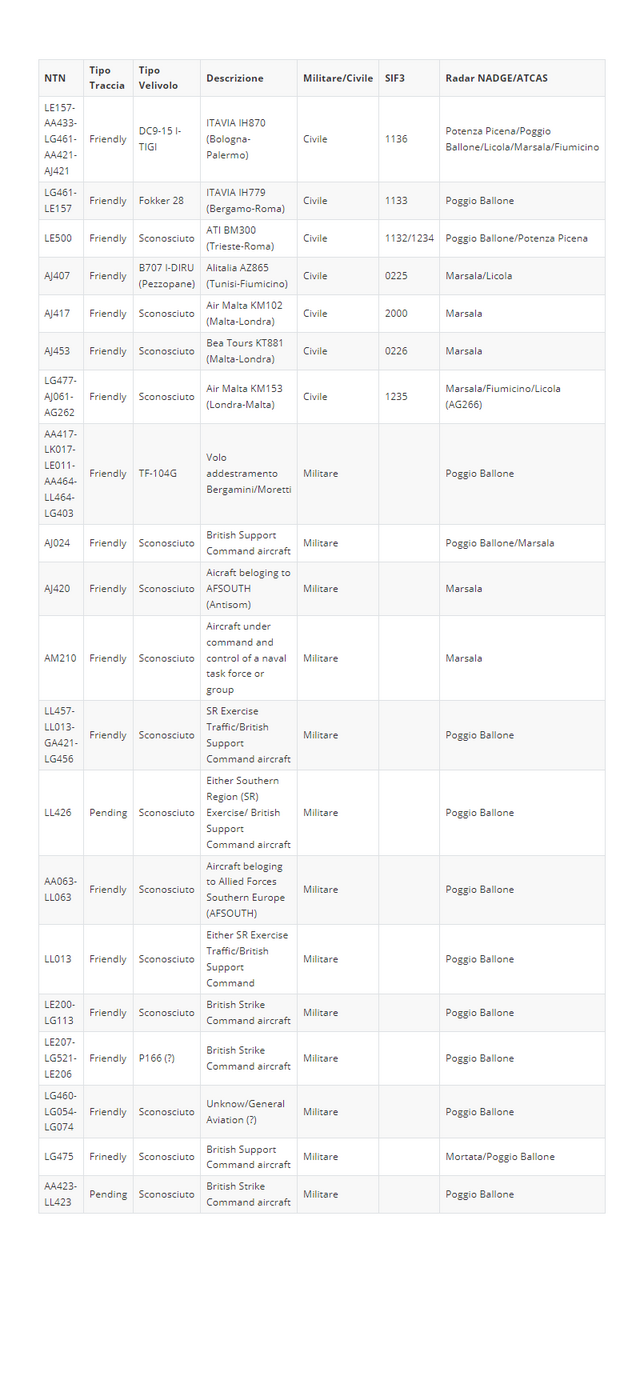 NTN Tipo Traccia Tipo Velivolo Descrizione Militare/Civile SIF3 Radar NADGE/ATCAS
LE157-
AA433-
LG461-
AA421-
AJ421
Friendly
DC9-15 I-
TIGI
ITAVIA IH870
(Bologna-
Palermo)
Civile
1136
Potenza Picena/Poggio
Ballone/Licola/Marsala/Fiumicino
LG461-
LE157
Friendly
Fokker 28
ITAVIA IH779
(Bergamo-Roma)
Civile
1133
Poggio Ballone
LE500
Friendly
Sconosciuto
ATI BM300
(Trieste-Roma)
Civile
1132/1234
Poggio Ballone/Potenza Picena
AJ407
Friendly
B707 I-DIRU
(Pezzopane)
Alitalia AZ865
(Tunisi-Fiumicino)
Civile
0225
Marsala/Licola
AJ417
Friendly
Sconosciuto
Air Malta KM102
(Malta-Londra)
Civile
2000
Marsala
AJ453
Friendly
Sconosciuto
Bea Tours KT881
(Malta-Londra)
Civile
0226
Marsala
LG477-
AJ061-
AG262
Friendly
Sconosciuto
Air Malta KM153
(Londra-Malta)
Civile
1235
Marsala/Fiumicino/Licola
(AG266)
AA417-
LK017-
LE011-
AA464-
LL464-
LG403
Friendly
TF-104G
Volo
addestramento
Bergamini/Moretti
Militare
Poggio Ballone
AJ024
Friendly
Sconosciuto
British Support
Command aircraft
Militare
Poggio Ballone/Marsala
AJ420
Friendly
Sconosciuto
Aicraft beloging to
AFSOUTH
(Antisom)
Militare
Marsala
AM210
Friendly
Sconosciuto
Aircraft under
command and
control of a naval
task force or
group
Militare
Marsala
LL457-
LL013-
GA421-
LG456
Friendly
Sconosciuto
SR Exercise
Traffic/British
Support
Command aircraft
Militare
Poggio Ballone
LL426
Pending
Sconosciuto
Either Southern
Region (SR)
Exercise/ British
Support
Command aircraft
Militare
Poggio Ballone
AA063-
LL063
Friendly
Sconosciuto
Aircraft beloging
to Allied Forces
Southern Europe
(AFSOUTH)
Militare
Poggio Ballone
LL013
Friendly
Sconosciuto
Either SR Exercise
Traffic/British
Support
Command
Militare
Poggio Ballone
LE200-
LG113
Friendly
Sconosciuto
British Strike
Command aircraft
Militare
Poggio Ballone
LE207-
LG521-
LE206
Friendly
P166 (?)
British Strike
Command aircraft
Militare
Poggio Ballone
LG460-
LG054-
LG074
Friendly
Sconosciuto
Unknow/General
Aviation (?)
Militare
Poggio Ballone
LG475
Frinedly
Sconosciuto
British Support
Command aircraft
Militare
Mortata/Poggio Ballone
AA423-
LL423
Pending
Sconosciuto
British Strike
Command aircraft
Militare
Poggio Ballone